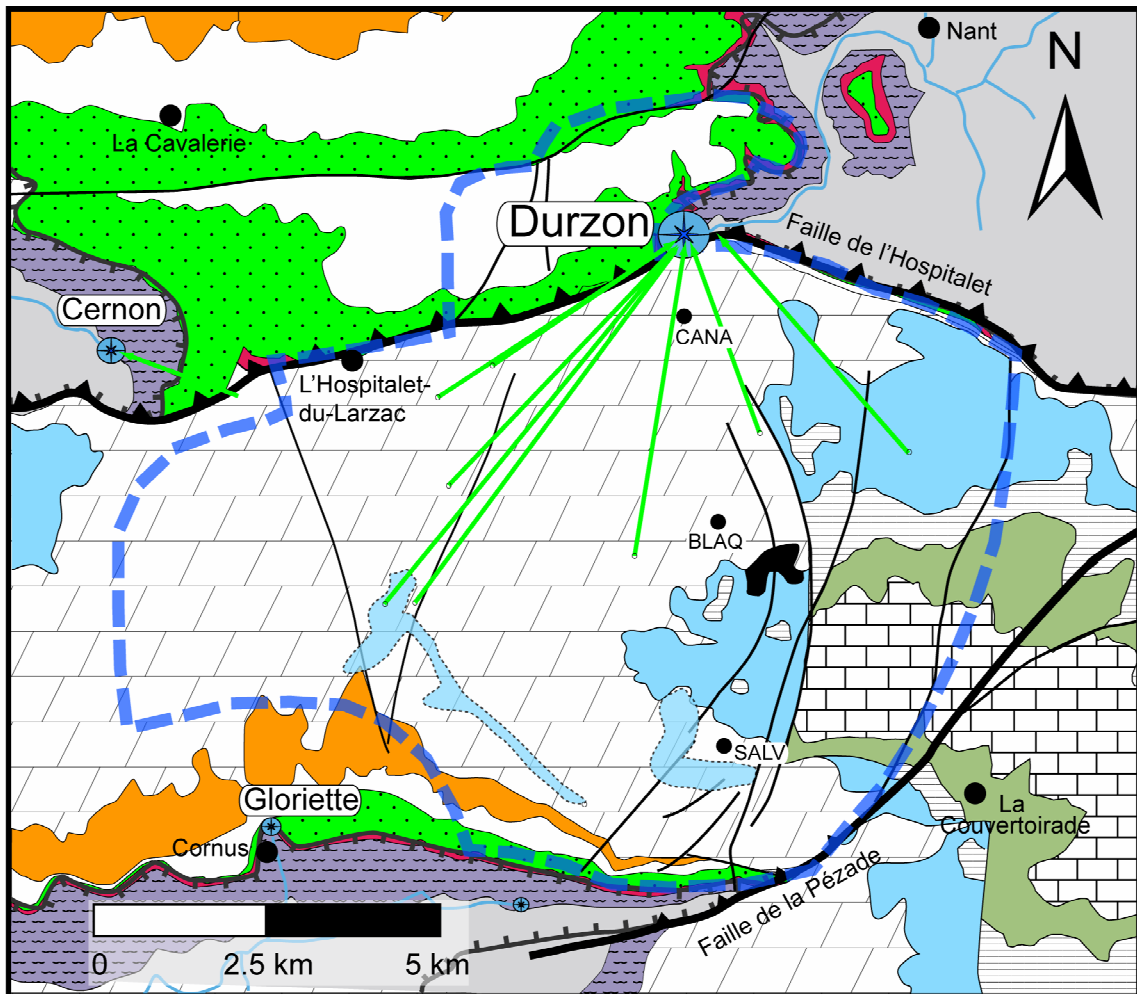 Nant
N
La Cavalerie
Durzon
Faille de l'Hospitalet
Cernon
CANA
L'Hospitalet-
du-Larzac
BLAQ
SALV
Gloriette
La
Couvertoirade
Cornus
Faille de la Pézade
0 2.5 km 5 km